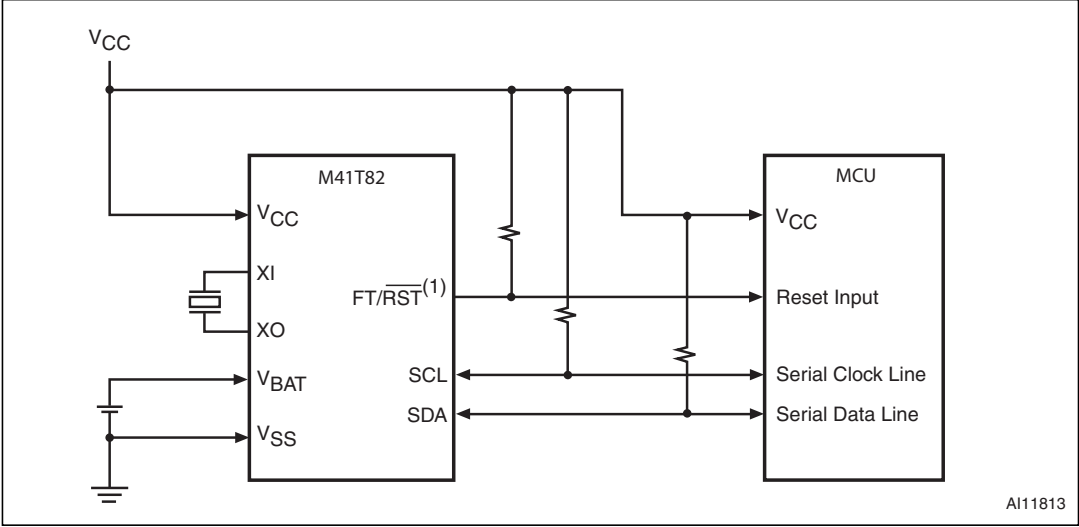 VCC
M41T82
MCU
VCC
VCC
XI
FT/RST(1)
Reset Input
XO
VBAT
SCL
Serial Clock Line
SDA
Serial Data Line
VSS
AI11813